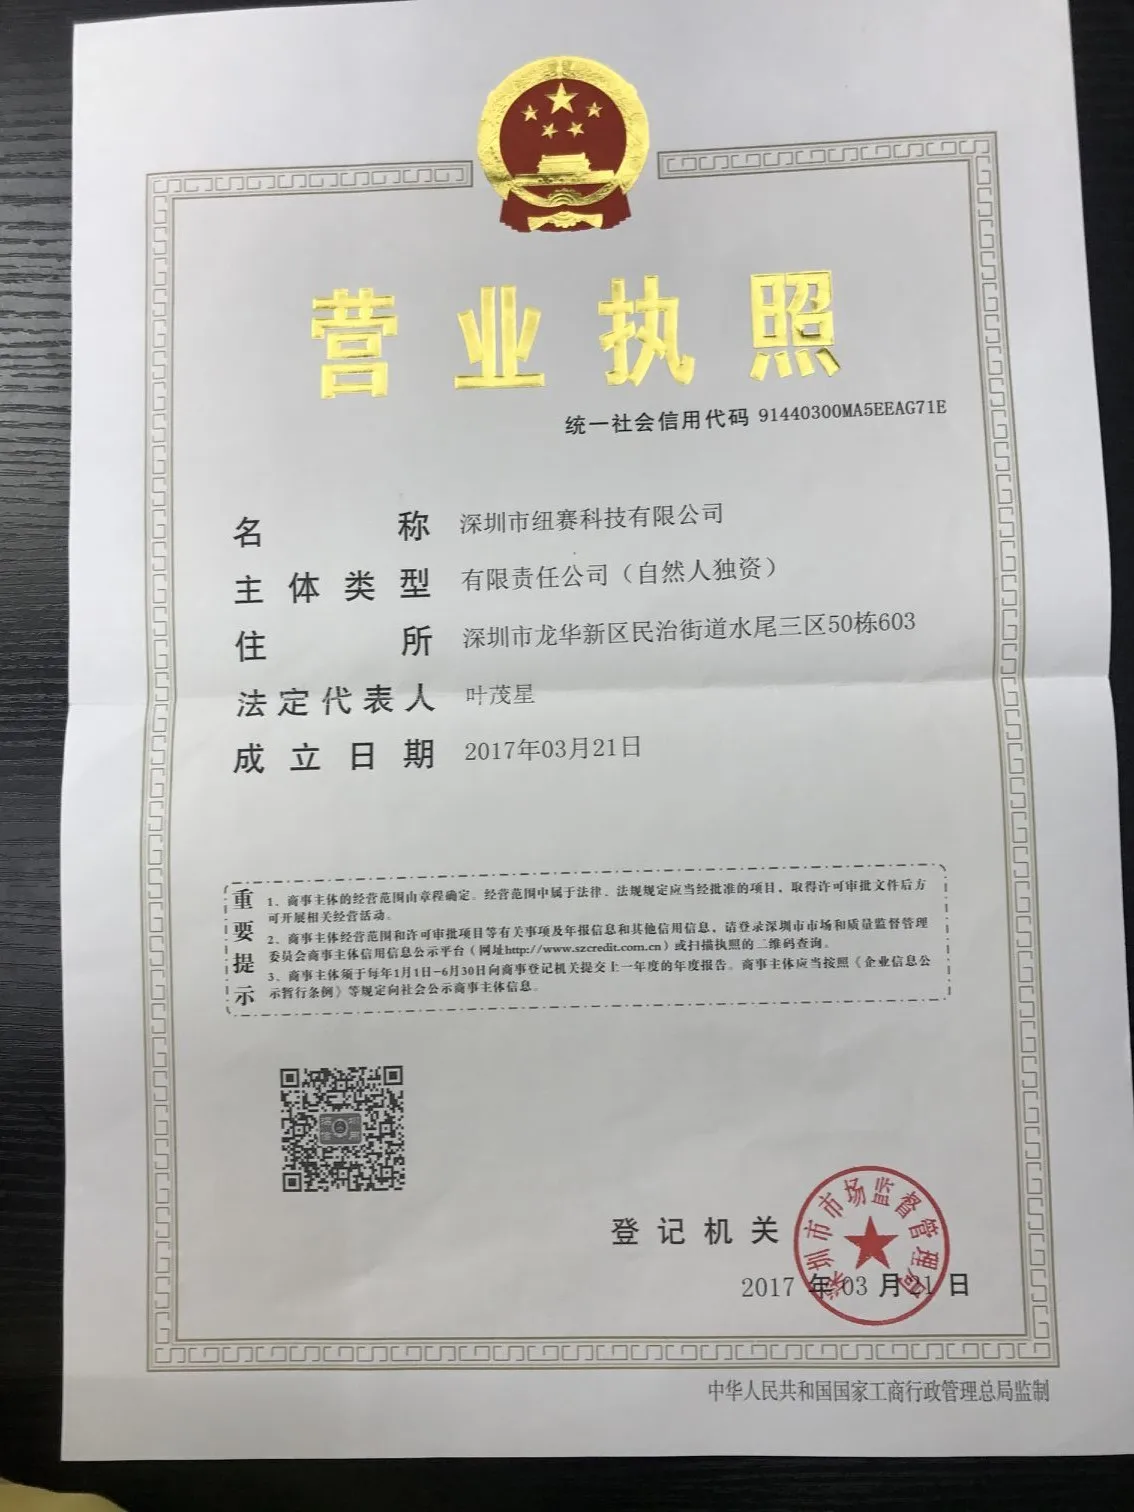 营业执照
统一社会信用代码 91440300MA5EEAG71E
名称 深圳市纽赛科技有限公司
主体类型 有限责任公司（自然人独资）
住所 深圳市龙华新区民治街道水尾三区50栋603
法定代表人 叶茂星
成立日期 2017年03月21日
重要提示
1、商事主体的经营范围由章程确定。经营范围中属于法律、法规规定应当经批准的项目，取得许可审批文件后方
可开展相关经营活动。
2、商事主体经营范围和许可审批项目等有关事项及年报信息和其他信用信息，请登录深圳市市场和质量监督管理
委员会商事主体信用信息公示平台（网址http://www.szcredit.com.cn）或扫描执照的二维码查询。
3、商事主体须于每年1月1日-6月30日向商事登记机关提交上一年度的年度报告。商事主体应当按照《企业信息公
示暂行条例》等规定向社会公示商事主体信息。
登记机关
深圳市市场监督管理局
2017年03月21日
中华人民共和国国家工商行政管理总局监制